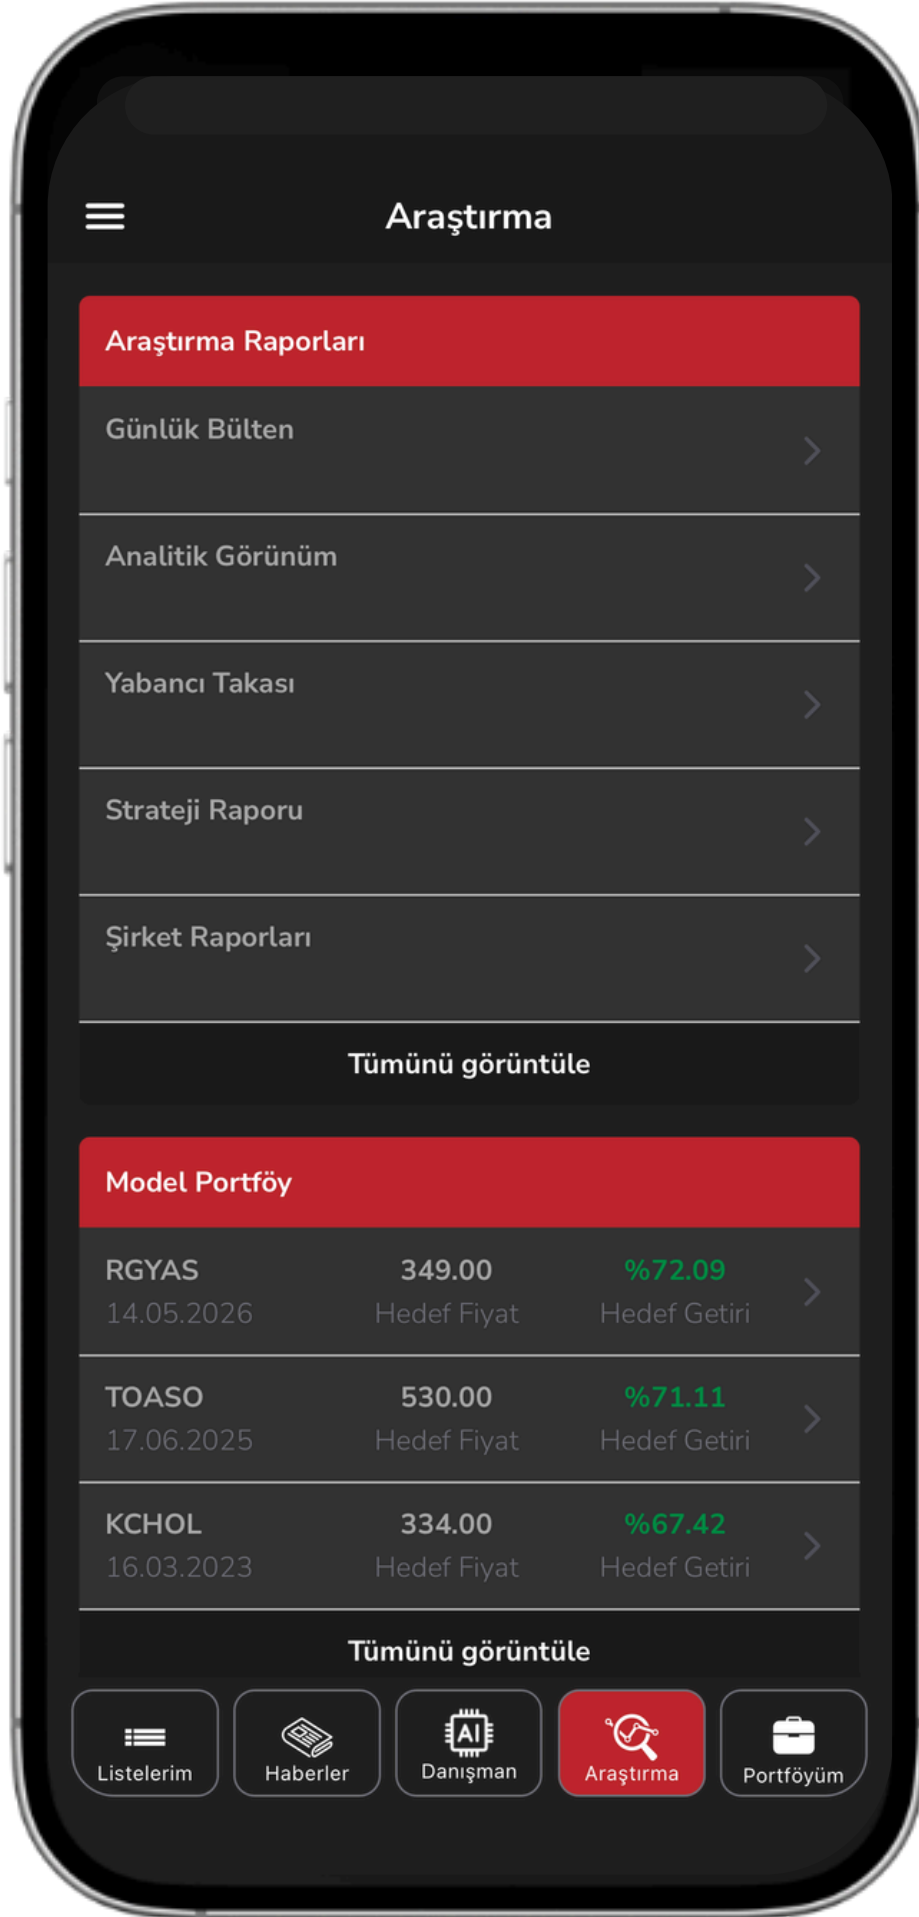 Araştırma
Araştırma Raporları
Günlük Bülten
Analitik Görünüm
Yabancı Takası
Strateji Raporu
Şirket Raporları
Tümünü görüntüle
Model Portföy
RGYAS 349.00 %72.09
14.05.2026 Hedef Fiyat Hedef Getiri
TOASO 530.00 %71.11
17.06.2025 Hedef Fiyat Hedef Getiri
KCHOL 334.00 %67.42
16.03.2023 Hedef Fiyat Hedef Getiri
Tümünü görüntüle
AI
Listelerim Haberler Danışman Araştırma Portföyüm